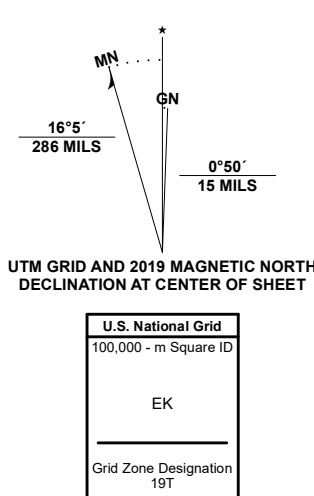 ★
MN
GN
16°5´
286 MILS
0°50´
15 MILS
UTM GRID AND 2019 MAGNETIC NORTH
DECLINATION AT CENTER OF SHEET
U.S. National Grid
100,000 - m Square ID
EK
Grid Zone Designation
19T